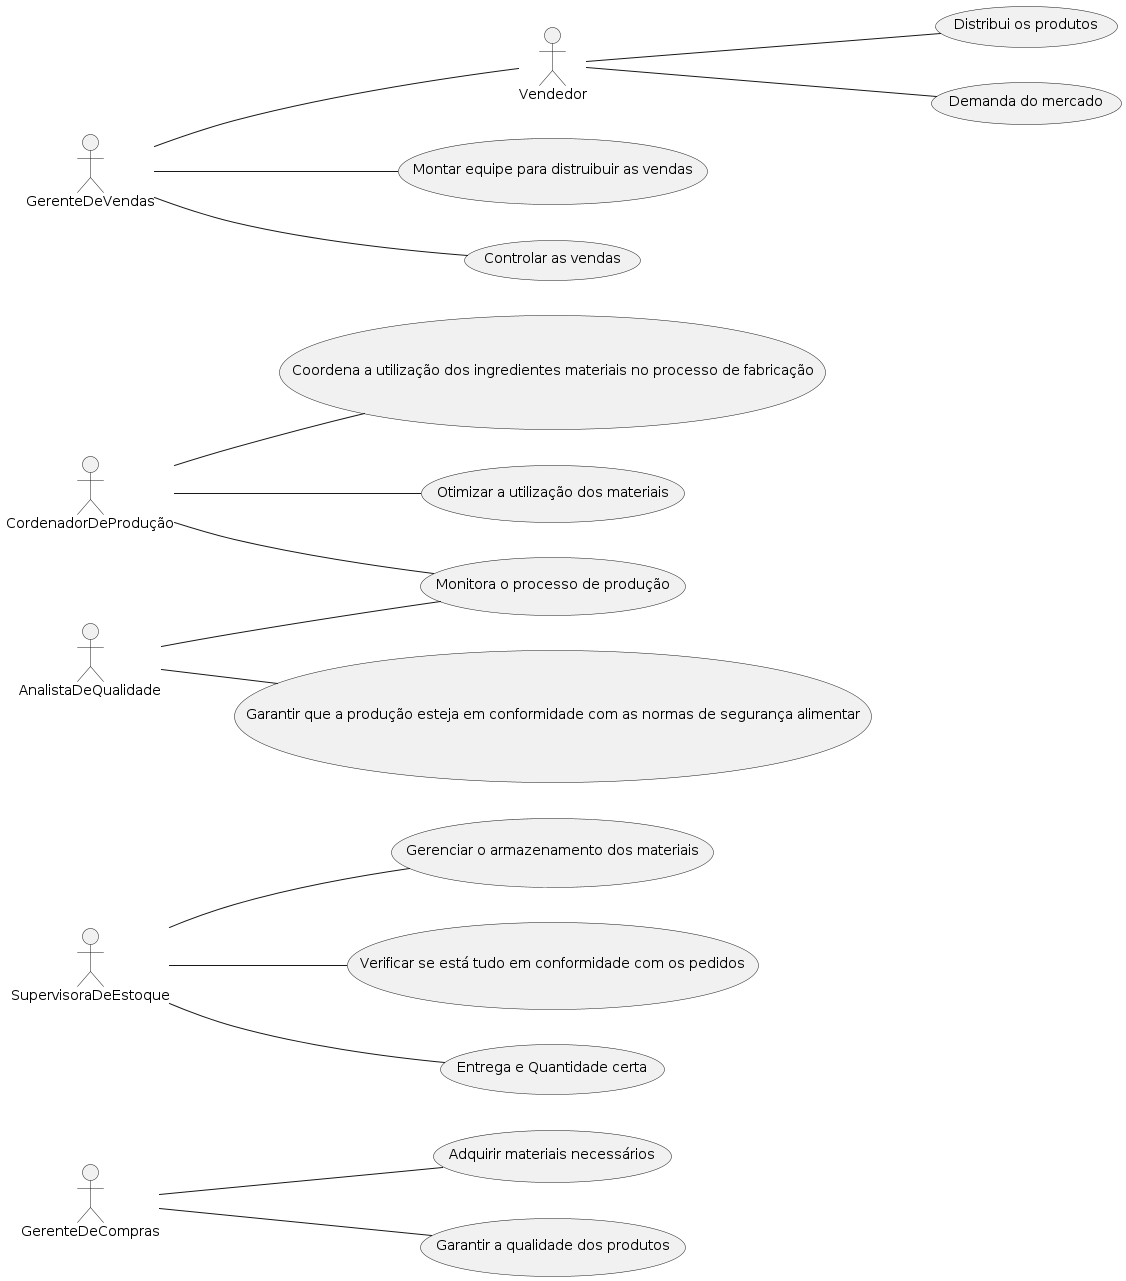 Distribui os produtos
Vendedor
Demanda do mercado
Montar equipe para distruibuir as vendas
GerenteDeVendas
Controlar as vendas
Coordena a utilização dos ingredientes materiais no processo de fabricação
Otimizar a utilização dos materiais
CordenadorDeProdução
Monitora o processo de produção
AnalistaDeQualidade
Garantir que a produção esteja em conformidade com as normas de segurança alimentar
Gerenciar o armazenamento dos materiais
Verificar se está tudo em conformidade com os pedidos
SupervisoraDeEstoque
Entrega e Quantidade certa
Adquirir materiais necessários
GerenteDeCompras
Garantir a qualidade dos produtos